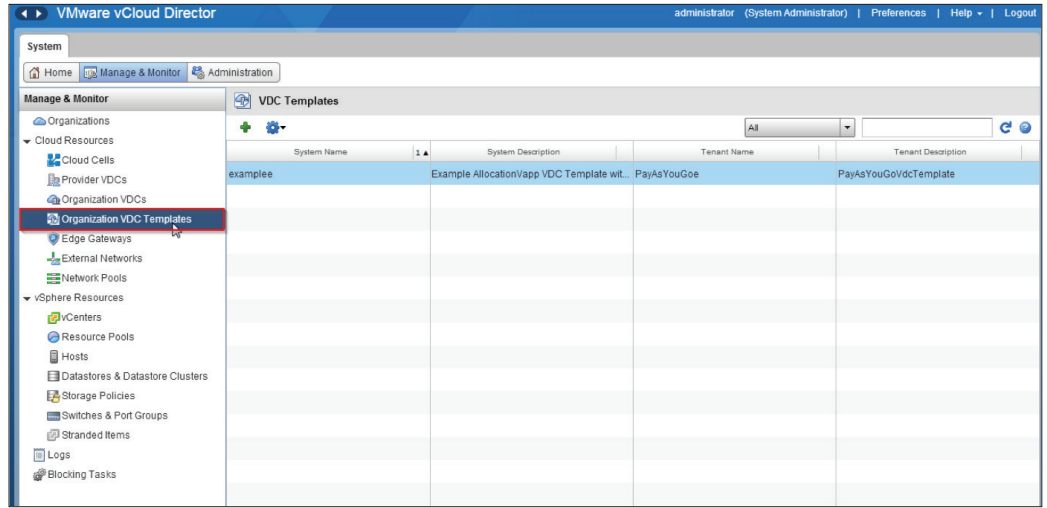 VMware vCloud Director
administrator (System Administrator) | Preferences | Help | Logout
System
Home Manage & Monitor Administration
Manage & Monitor
Organizations
Cloud Resources
Cloud Cells
Provider VDCs
Organization VDCs
Organization VDC Templates
Edge Gateways
External Networks
Network Pools
vSphere Resources
vCenters
Resource Pools
Hosts
Datastores & Datastore Clusters
Storage Policies
Switches & Port Groups
Stranded Items
Logs
Blocking Tasks
VDC Templates
All
System Name 1 System Description Tenant Name Tenant Description
examplee Example AllocationVapp VDC Template wit... PayAsYouGoe PayAsYouGoVdcTemplate